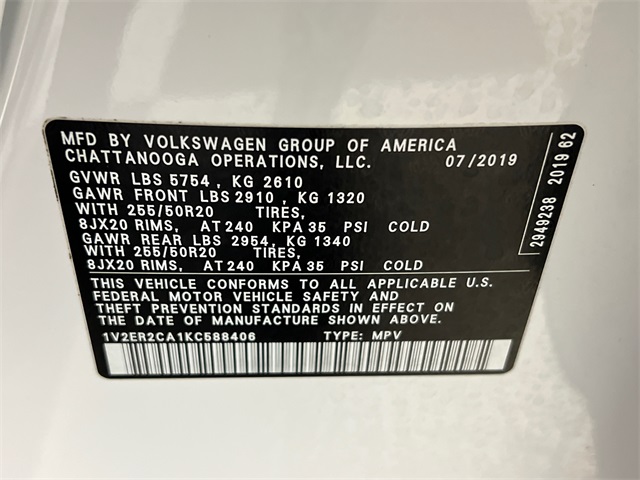 MFD BY VOLKSWAGEN GROUP OF AMERICA
CHATTANOOGA OPERATIONS, LLC. 07/2019
GVWR LBS 5754 , KG 2610
GAWR FRONT LBS 2910 , KG 1320
WITH 255/50R20 TIRES,
8JX20 RIMS, AT 240 KPA 35 PSI COLD
GAWR REAR LBS 2954, KG 1340
WITH 255/50R20 TIRES,
8JX20 RIMS, AT 240 KPA 35 PSI COLD
THIS VEHICLE CONFORMS TO ALL APPLICABLE U.S.
FEDERAL MOTOR VEHICLE SAFETY AND
THEFT PREVENTION STANDARDS IN EFFECT ON
THE DATE OF MANUFACTURE SHOWN ABOVE.
1V2ER2CA1KC588406 TYPE: MPV
2949238 2019 62